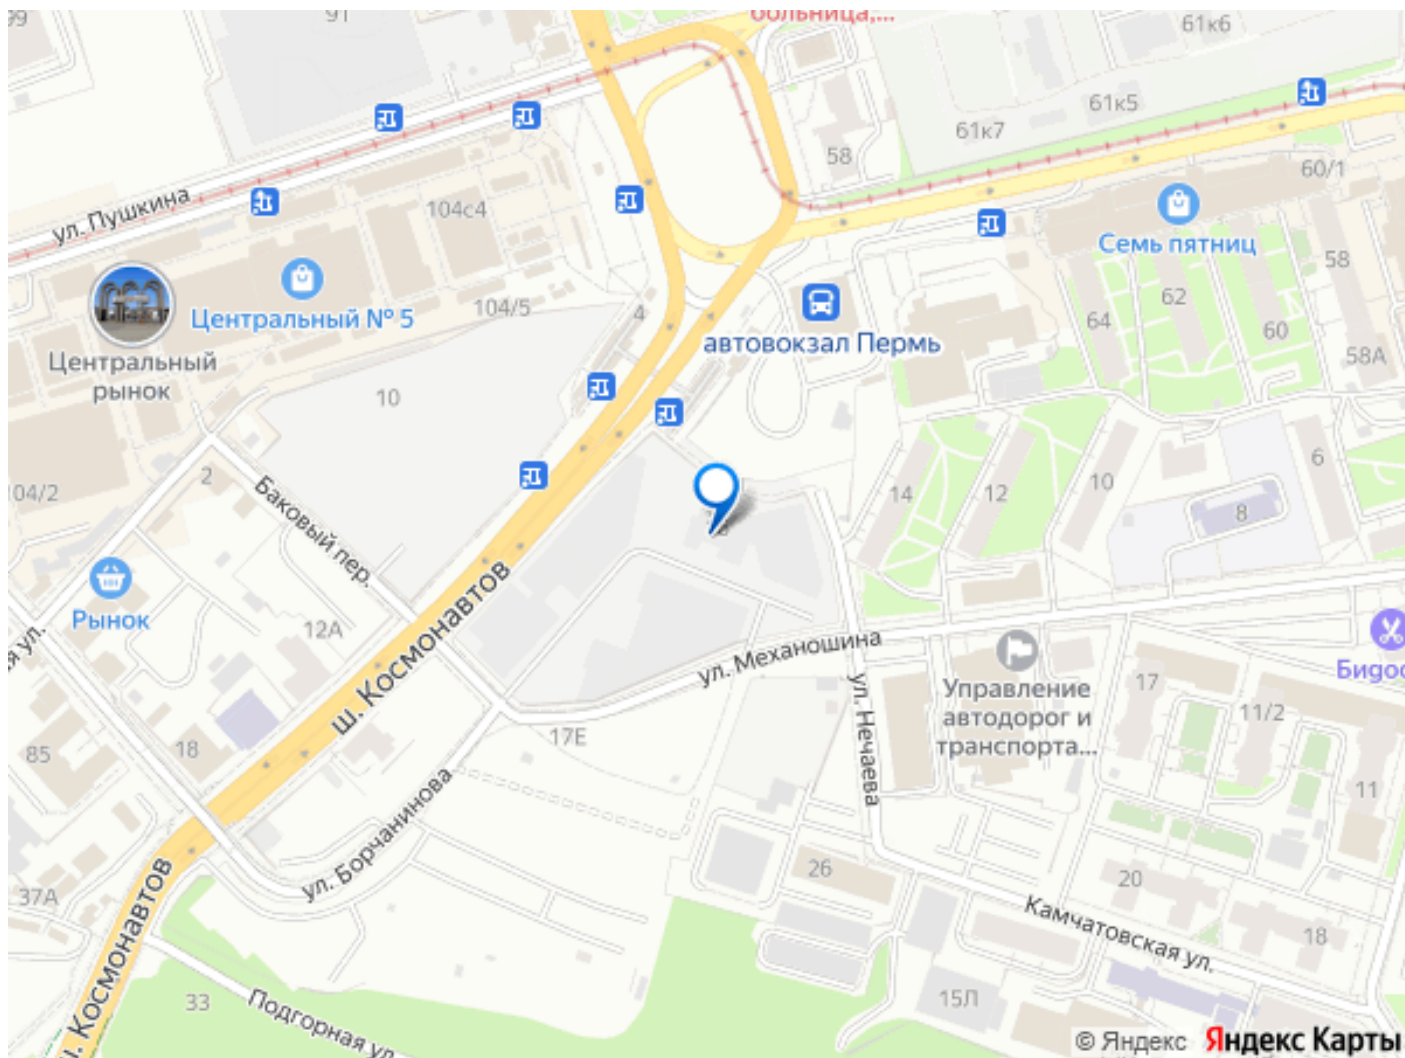 99
91
больница,...
61к6
61к5
61к7
58
60/1
ул. Пушкина
104с4
Семь пятниц
58
62
64
60
58А
Центральный № 5
104/5
4
автовокзал Пермь
Центральный
рынок
10
2
104/2
Баковый пер.
14
12
10
6
8
Рынок
12А
ш. Космонавтов
ул. Механошина
ул. Нечаева
Управление
автодорог и
транспорта...
17
11/2
11
17Е
18
85
ул. Борчанинова
26
20
18
37А
ш. Космонавтов
Камчатовская ул.
15Л
33
Подгорная ул.
© Яндекс
Яндекс Карты